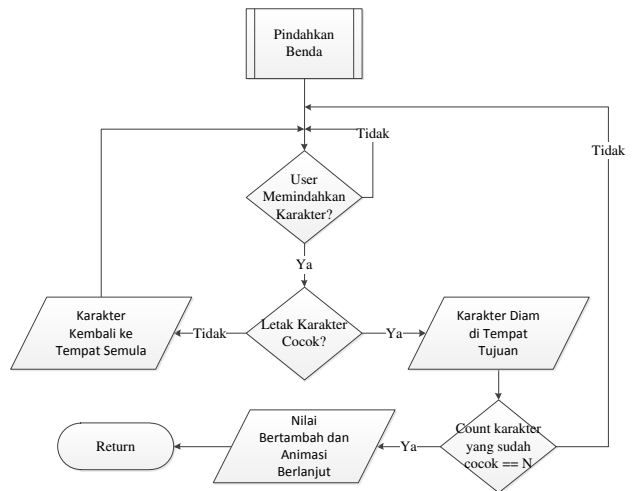 Pindahkan
Benda
Tidak
Tidak
User
Memindahkan
Karakter?
Ya
Karakter
Kembali ke
Tempat Semula
Tidak
Letak Karakter
Cocok?
Ya
Karakter Diam
di Tempat
Tujuan
Return
Nilai
Bertambah dan
Animasi
Berlanjut
Ya
Count karakter
yang sudah
cocok == N